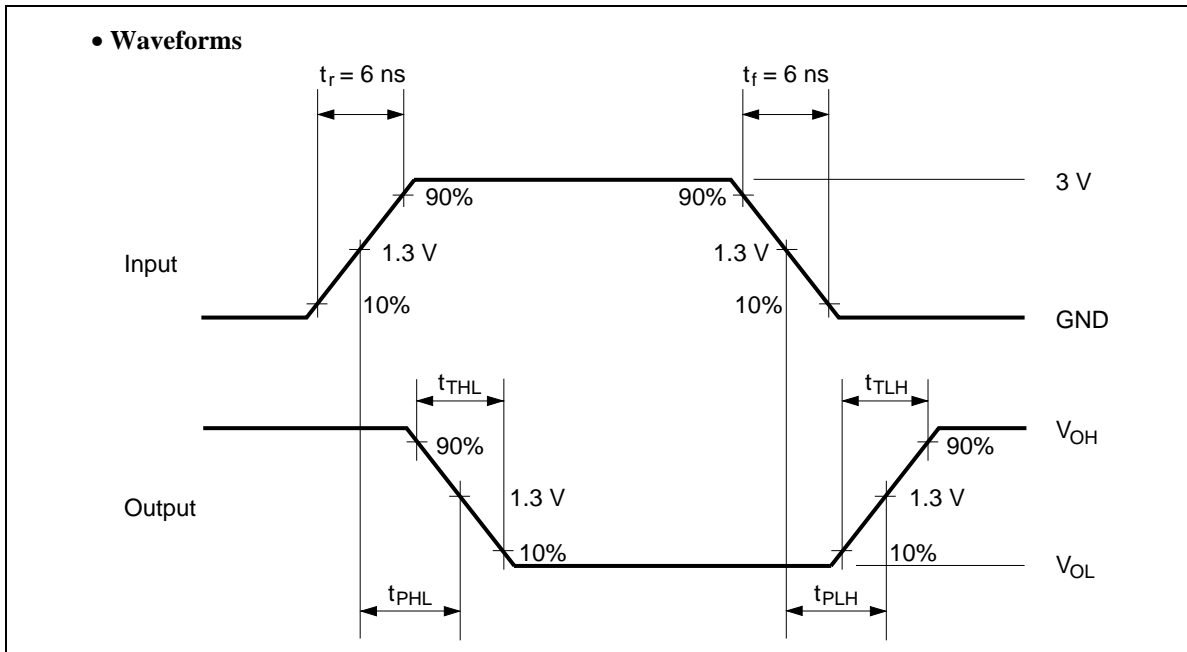 • Waveforms
tr = 6 ns
tf = 6 ns
3 V
90%
90%
Input
1.3 V
1.3 V
10%
10%
GND
tTHL
tTLH
VOH
90%
90%
Output
1.3 V
1.3 V
10%
10%
VOL
tPHL
tPLH